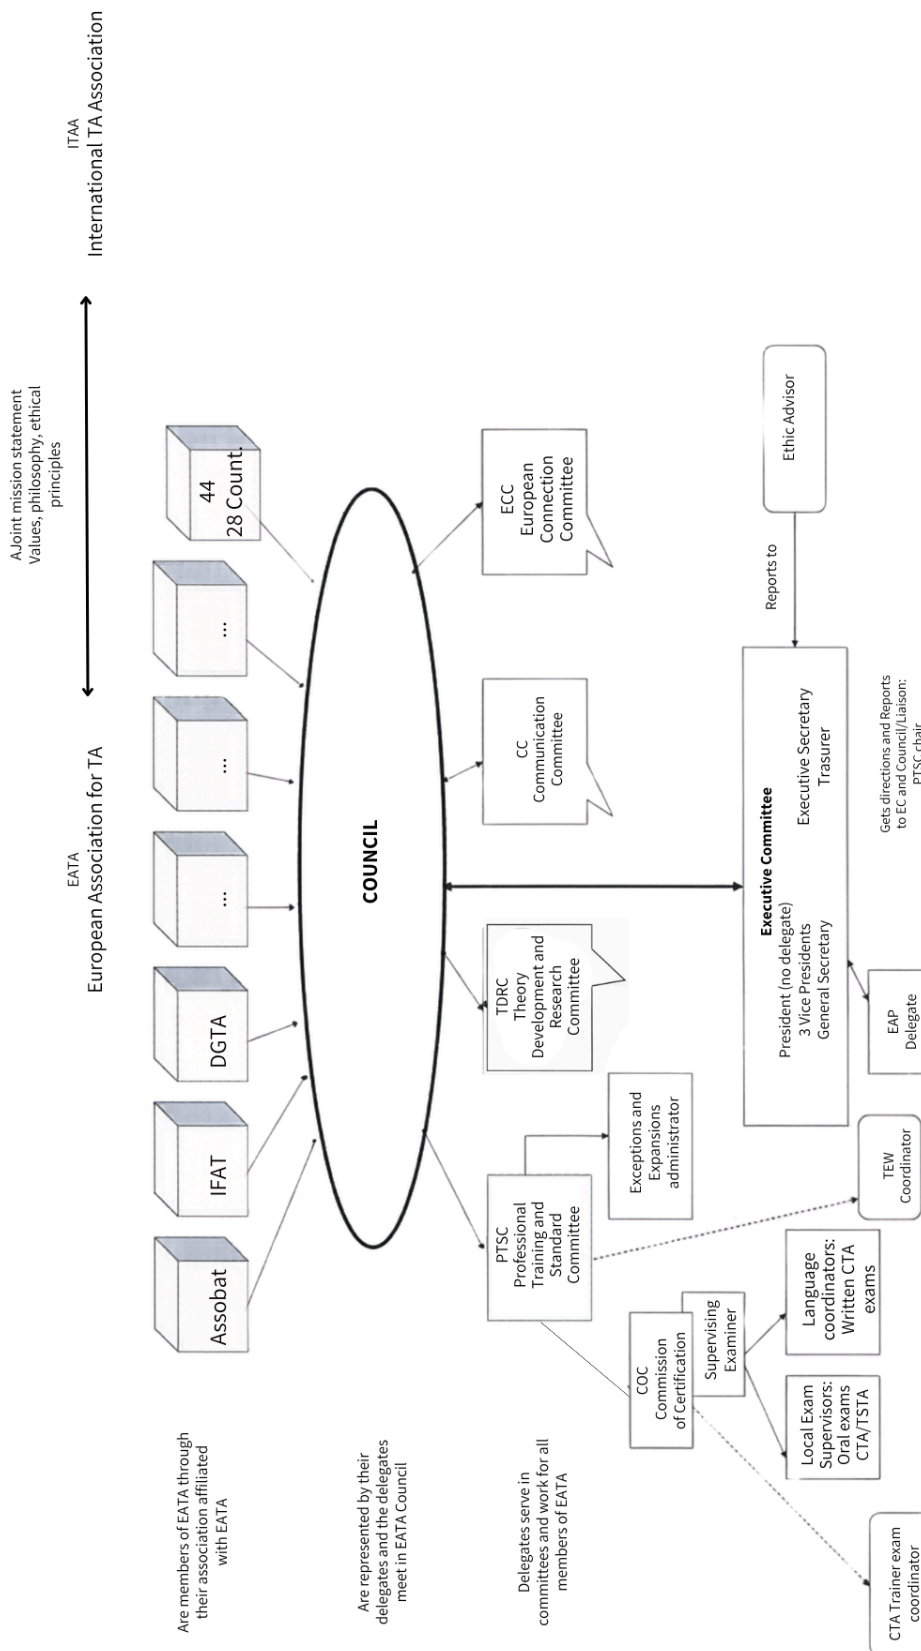 AJoint mission statement
Values, philosophy, ethical
principles
EATA
European Association for TA
ITAA
International TA Association
Are members of EATA through
their association affiliated
with EATA
Assobat
IFAT
DGTA
...
...
...
44
28 Count.
Are represented by their
delegates and the delegates
meet in EATA Council
COUNCIL
Delegates serve in
committees and work for all
members of EATA
PTSC
Professional
Training and
Standard
Committee
TDRC
Theory
Development and
Research
Committee
CC
Communication
Committee
ECC
European
Connection
Committee
Exceptions and
Expansions
administrator
COC
Commission
of Certification
Supervising
Examiner
Local Exam
Supervisors:
Oral exams
CTA/TSTA
Language
coordinators:
Written CTA
exams
Executive Committee
President (no delegate)
3 Vice Presidents
General Secretary
Executive Secretary
Trasurer
Reports to
Ethic Advisor
CTA Trainer exam
coordinator
TEW
Coordinator
EAP
Delegate
Gets directions and Reports
to EC and Council/Liaison:
PTSC chair